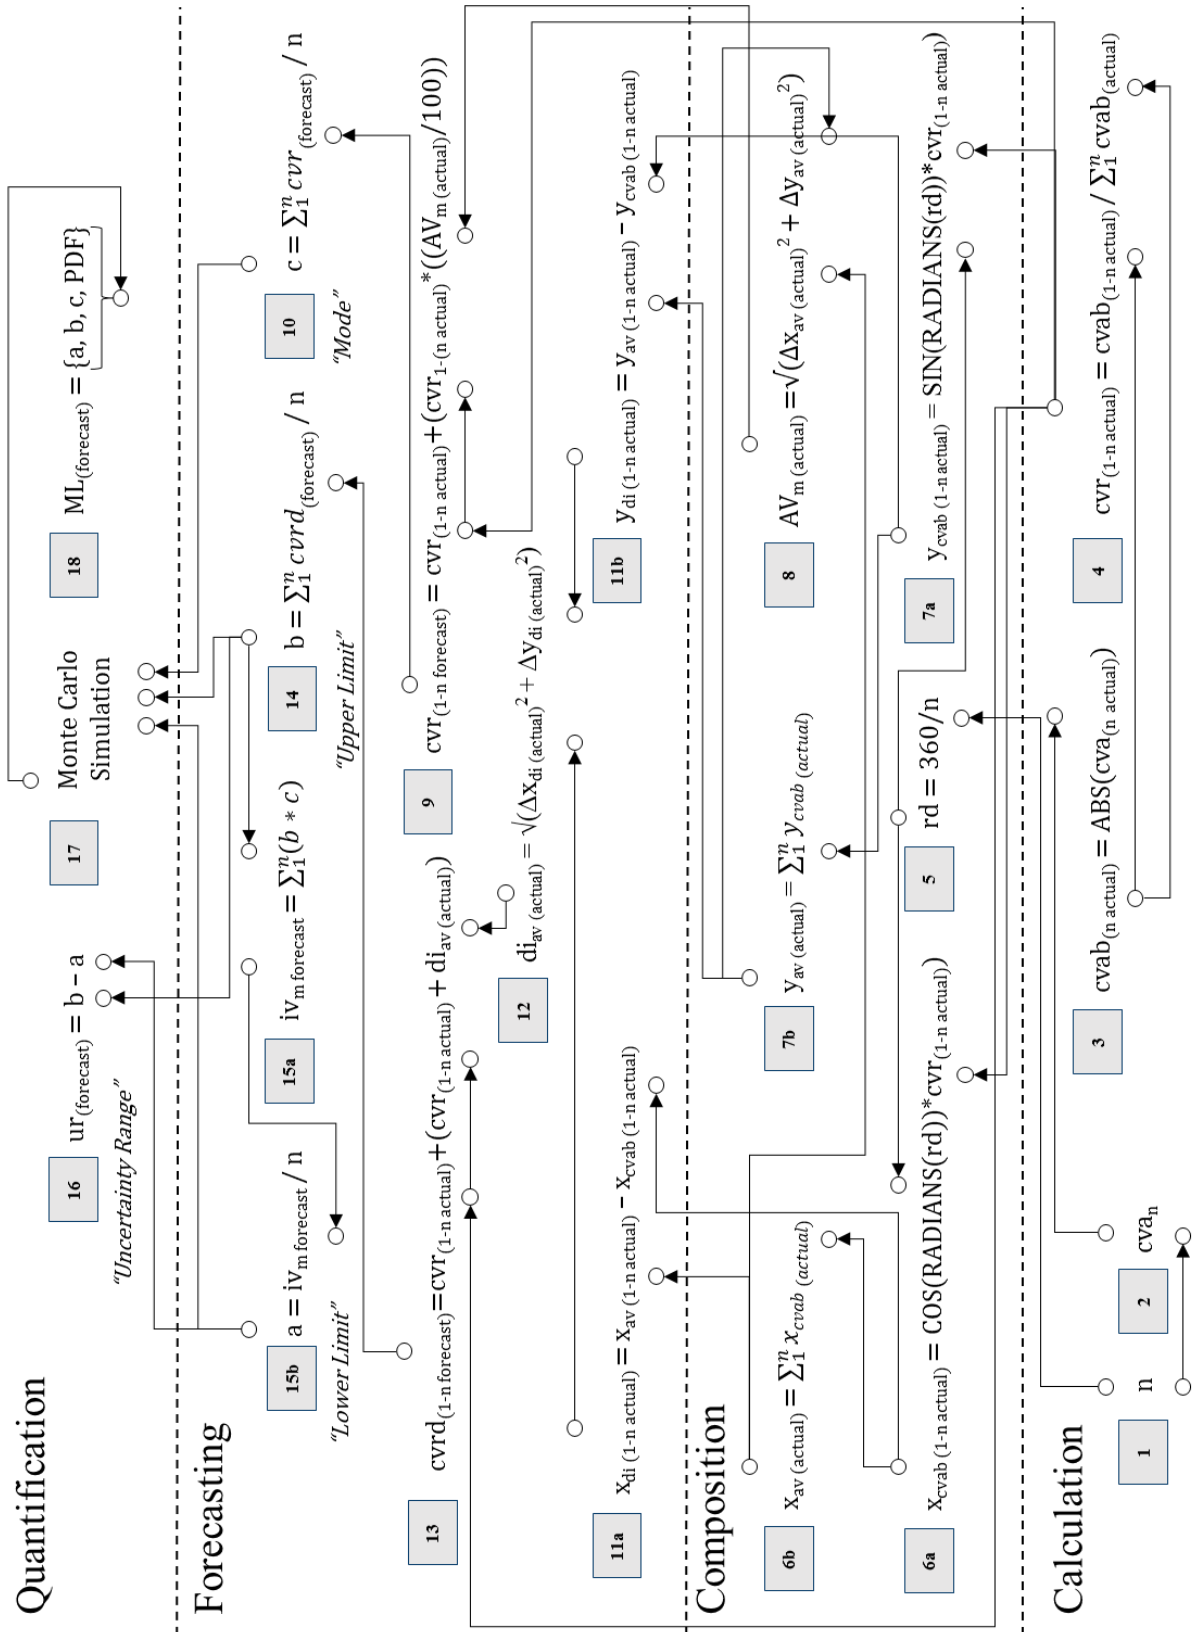 Quantification
16
ur(forecast) = b – a
“Uncertainty Range”
17
Monte Carlo
Simulation
18
ML(forecast) = {a, b, c, PDF}
Forecasting
15b
a = ivm forecast / n
“Lower Limit”
15a
ivm forecast = Σ₁ⁿ(b * c)
14
b = Σ₁ⁿ cvrd(forecast) / n
“Upper Limit”
10
c = Σ₁ⁿ cvr(forecast) / n
“Mode”
13
cvrd(1-n forecast)=cvr(1-n actual)+(cvr(1-n actual) + diav (actual))
9
cvr(1-n forecast) = cvr(1-n actual)+(cvr1-(n actual)*((AVm (actual)/100))
12
diav (actual) = √(Δxdi (actual)² + Δydi (actual)²)
11a
xdi (1-n actual) = xav (1-n actual) − xcvab (1-n actual)
11b
ydi (1-n actual) = yav (1-n actual) − ycvab (1-n actual)
Composition
6b
xav (actual) = Σ₁ⁿ xcvab (actual)
7b
yav (actual) = Σ₁ⁿ ycvab (actual)
8
AVm (actual) =√(Δxav (actual)² + Δyav (actual)²)
6a
xcvab (1-n actual) = COS(RADIANS(rd))*cvr(1-n actual))
5
rd = 360/n
7a
ycvab (1-n actual) = SIN(RADIANS(rd))*cvr(1-n actual))
Calculation
1
n
2
cvan
3
cvab(n actual) = ABS(cva(n actual))
4
cvr(1-n actual) = cvab(1-n actual) / Σ₁ⁿ cvab(actual)